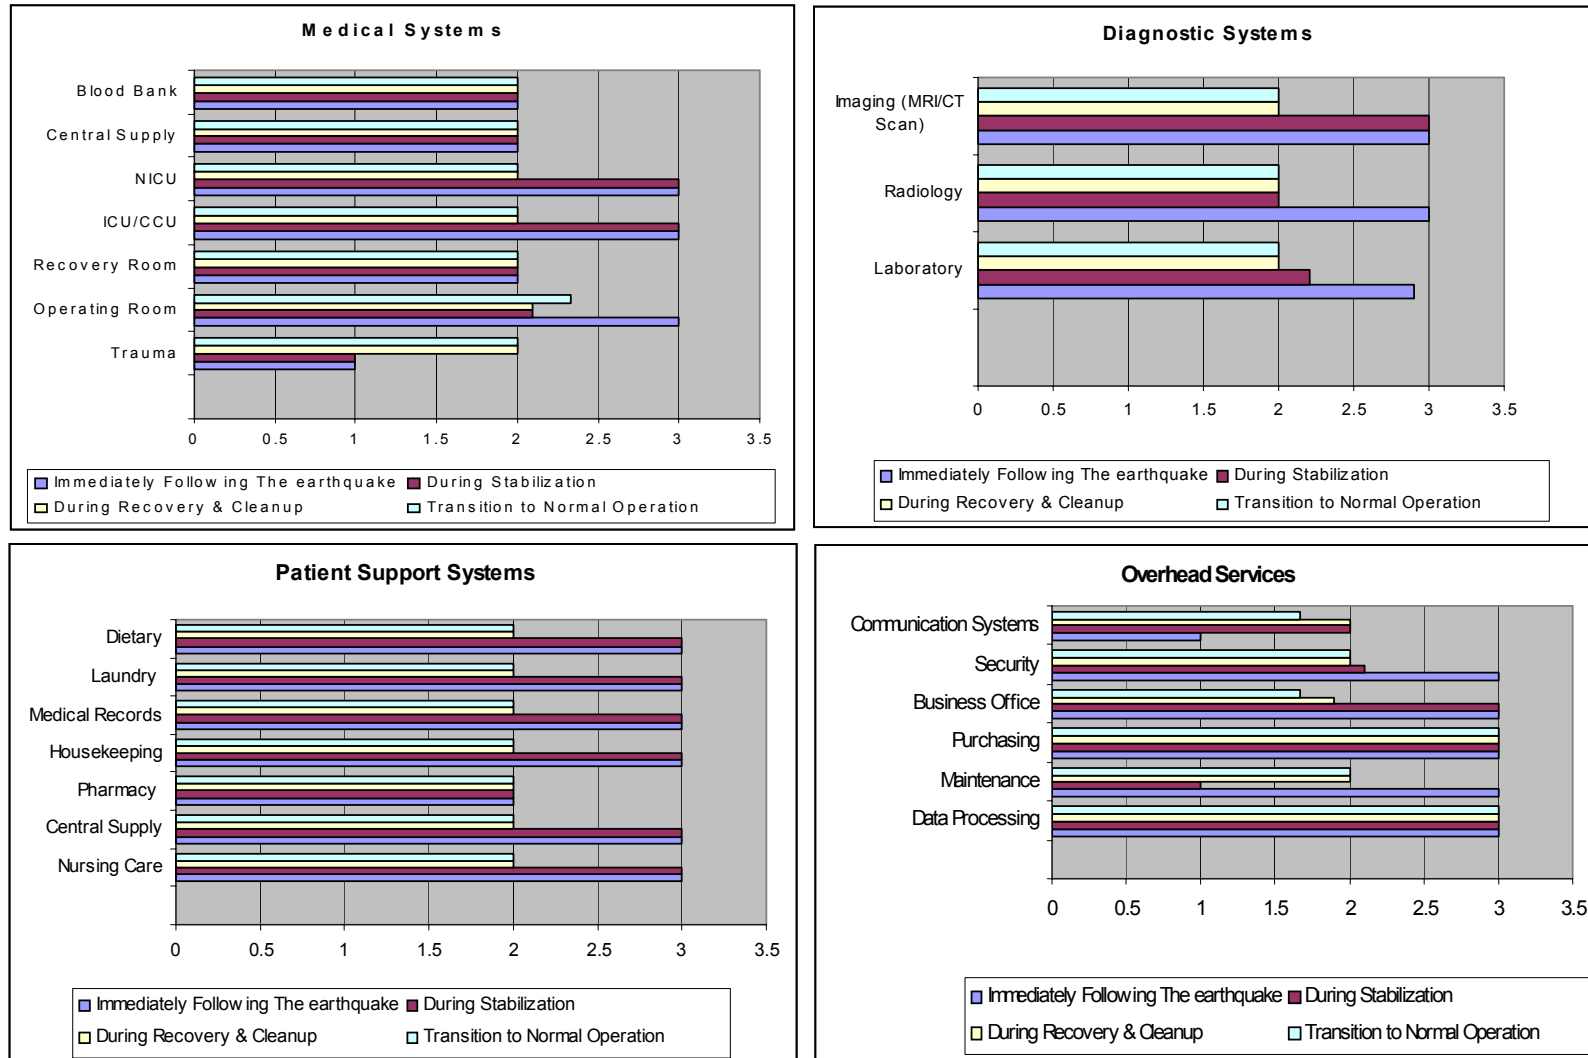 Medical Systems
Blood Bank
Central Supply
NICU
ICU/CCU
Recovery Room
Operating Room
Trauma
0 0.5 1 1.5 2 2.5 3 3.5
Immediately Following The earthquake During Stabilization
During Recovery & Cleanup Transition to Normal Operation
Diagnostic Systems
Imaging (MRI/CT
Scan)
Radiology
Laboratory
0 0.5 1 1.5 2 2.5 3 3.5
Immediately Following The earthquake During Stabilization
During Recovery & Cleanup Transition to Normal Operation
Patient Support Systems
Dietary
Laundry
Medical Records
Housekeeping
Pharmacy
Central Supply
Nursing Care
0 0.5 1 1.5 2 2.5 3 3.5
Immediately Following The earthquake During Stabilization
During Recovery & Cleanup Transition to Normal Operation
Overhead Services
Communication Systems
Security
Business Office
Purchasing
Maintenance
Data Processing
0 0.5 1 1.5 2 2.5 3 3.5
Immediately Following The earthquake During Stabilization
During Recovery & Cleanup Transition to Normal Operation